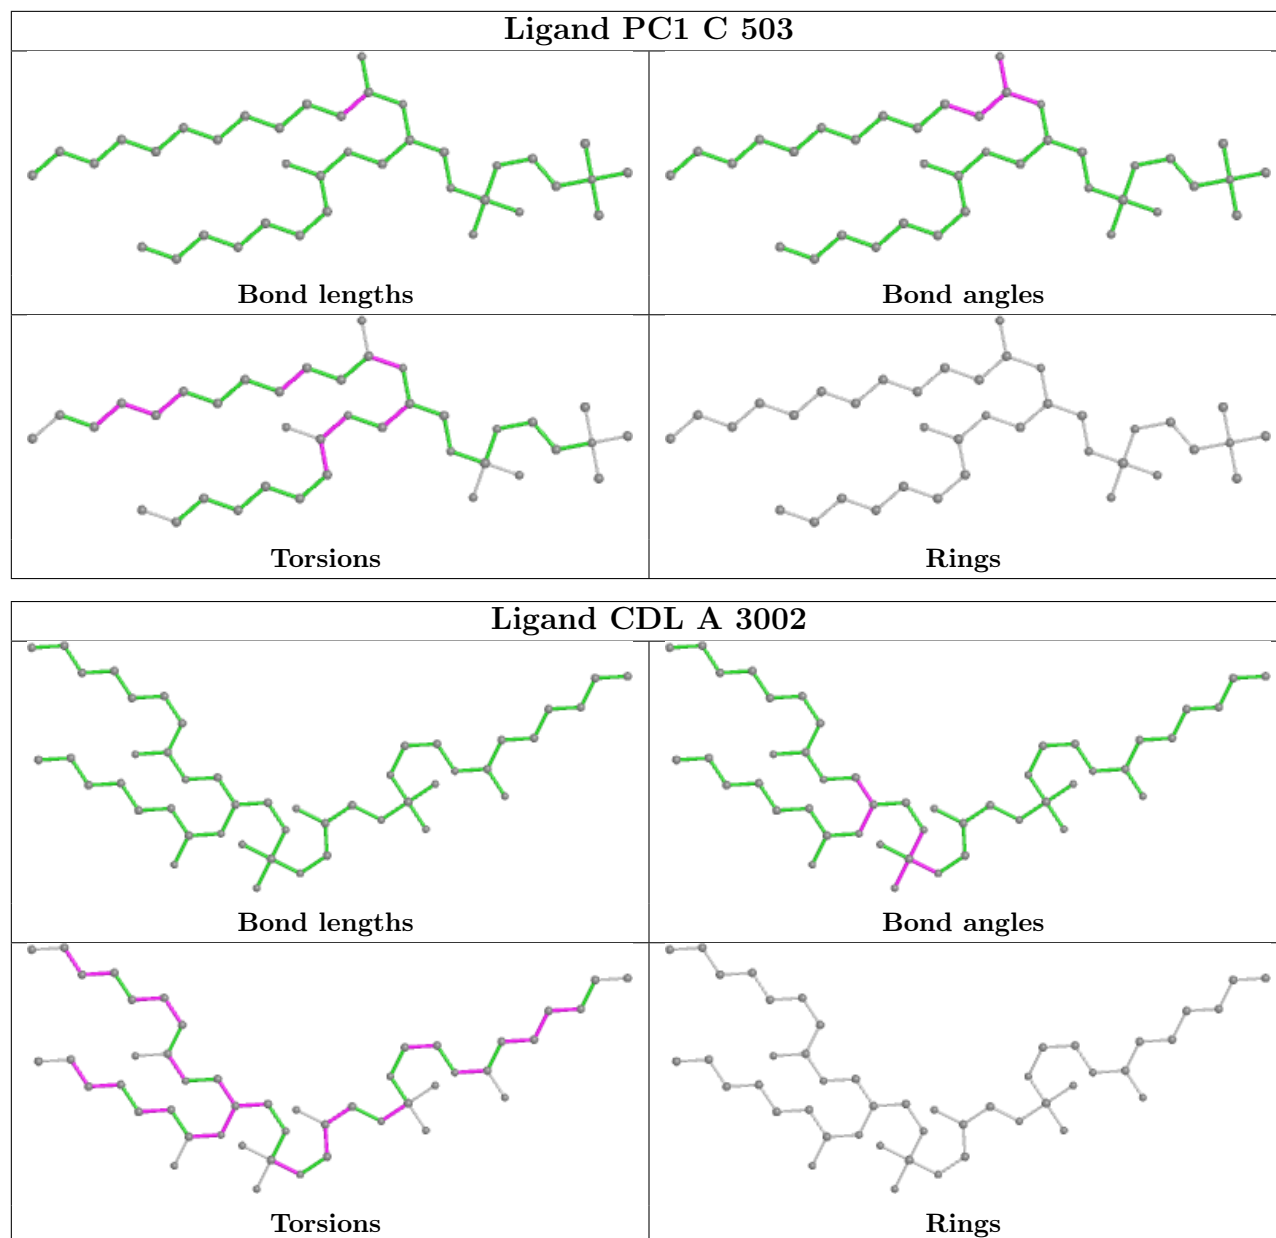 Ligand PC1 C 503
Bond lengths
Bond angles
Torsions
Rings
Ligand CDL A 3002
Bond lengths
Bond angles
Torsions
Rings